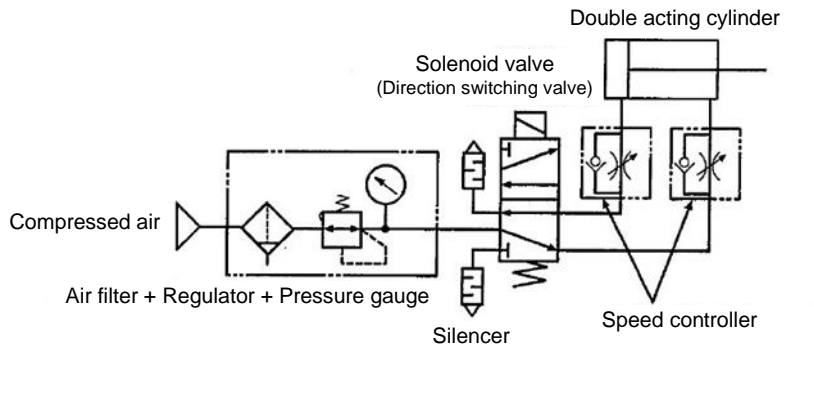 Double acting cylinder
Solenoid valve
(Direction switching valve)
Compressed air
Air filter + Regulator + Pressure gauge
Silencer
Speed controller